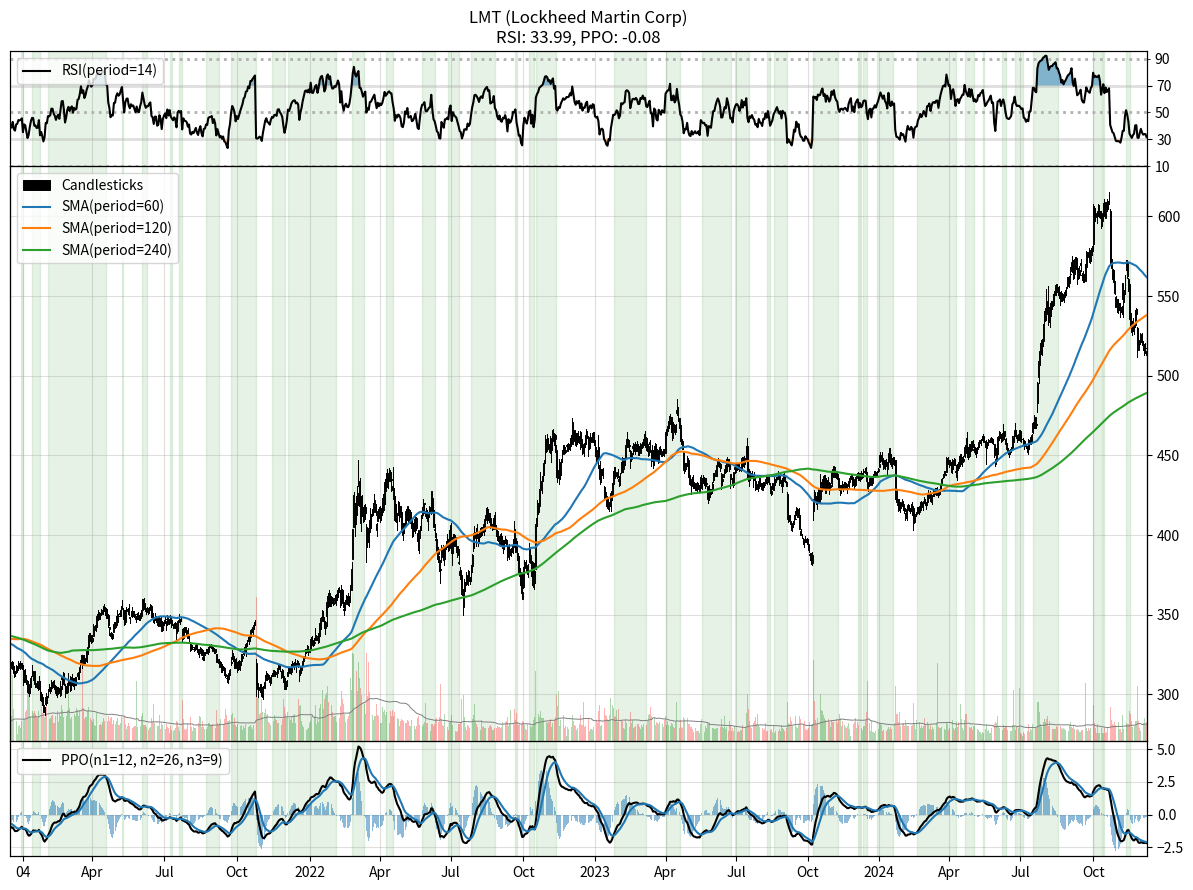 LMT (Lockheed Martin Corp)
RSI: 33.99, PPO: -0.08
RSI(period=14)
90
70
50
30
10
Candlesticks
SMA(period=60)
SMA(period=120)
SMA(period=240)
600
550
500
450
400
350
300
PPO(n1=12, n2=26, n3=9)
5.0
2.5
0.0
−2.5
04 Apr Jul Oct 2022 Apr Jul Oct 2023 Apr Jul Oct 2024 Apr Jul Oct